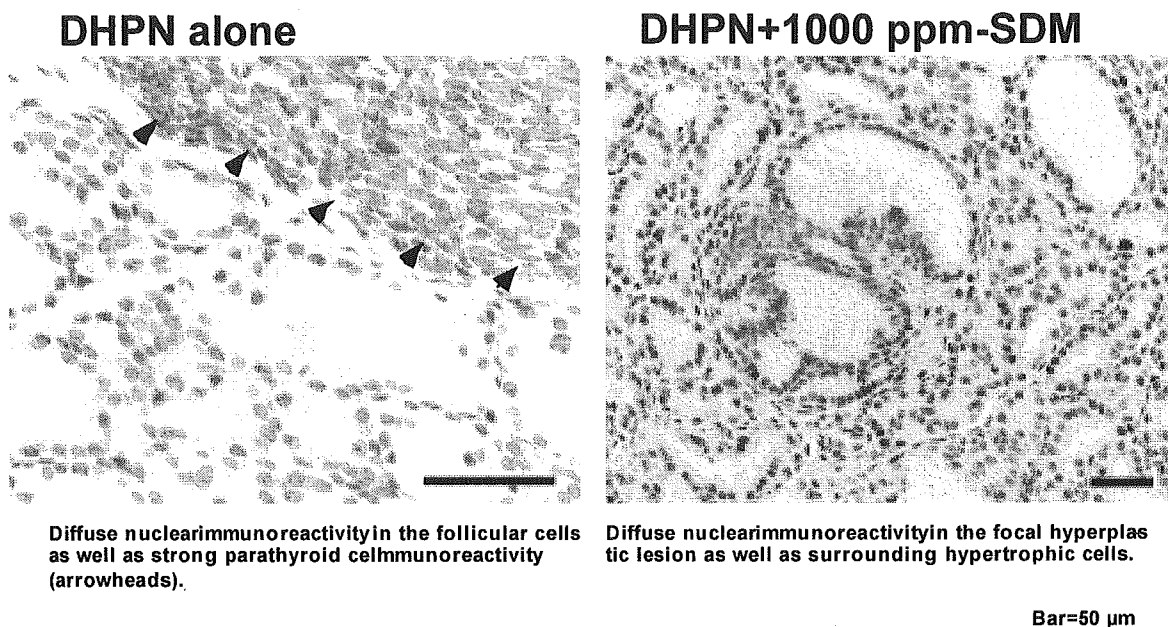 DHPN alone
DHPN+1000 ppm-SDM
Diffuse nuclearimmunoreactivityin the follicular cells
as well as strong parathyroid cellmmunoreactivity
(arrowheads).
Diffuse nuclearimmunoreactivityin the focal hyperplas
tic lesion as well as surrounding hypertrophic cells.
Bar=50 µm